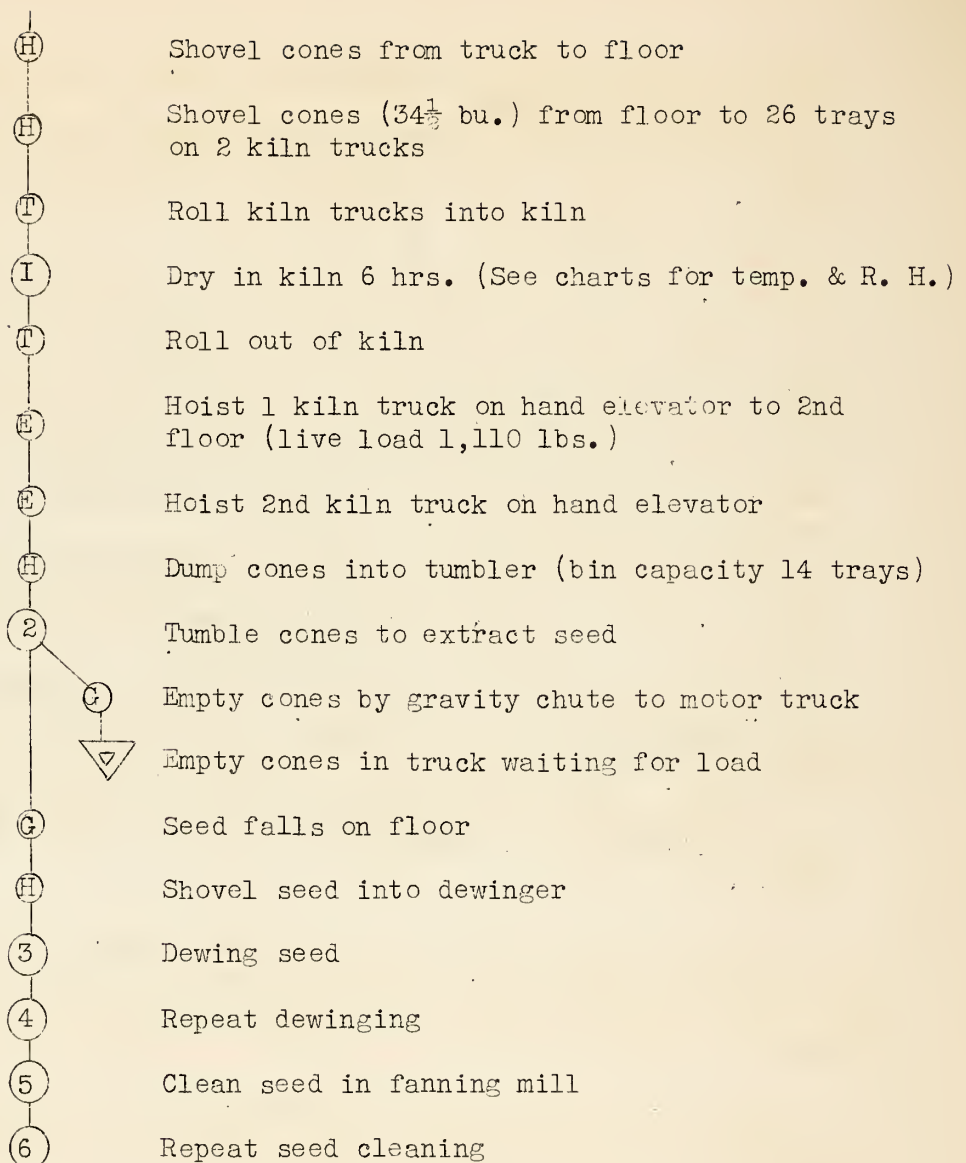 H Shovel cones from truck to floor
H Shovel cones (34⅓ bu.) from floor to 26 trays
on 2 kiln trucks
T Roll kiln trucks into kiln
I Dry in kiln 6 hrs. (See charts for temp. & R. H.)
T Roll out of kiln
E Hoist 1 kiln truck on hand elevator to 2nd
floor (live load 1,110 lbs.)
E Hoist 2nd kiln truck on hand elevator
H Dump cones into tumbler (bin capacity 14 trays)
2 Tumble cones to extract seed
G Empty cones by gravity chute to motor truck
▽ Empty cones in truck waiting for load
G Seed falls on floor
H Shovel seed into dewinger
3 Dewing seed
4 Repeat dewinging
5 Clean seed in fanning mill
6 Repeat seed cleaning